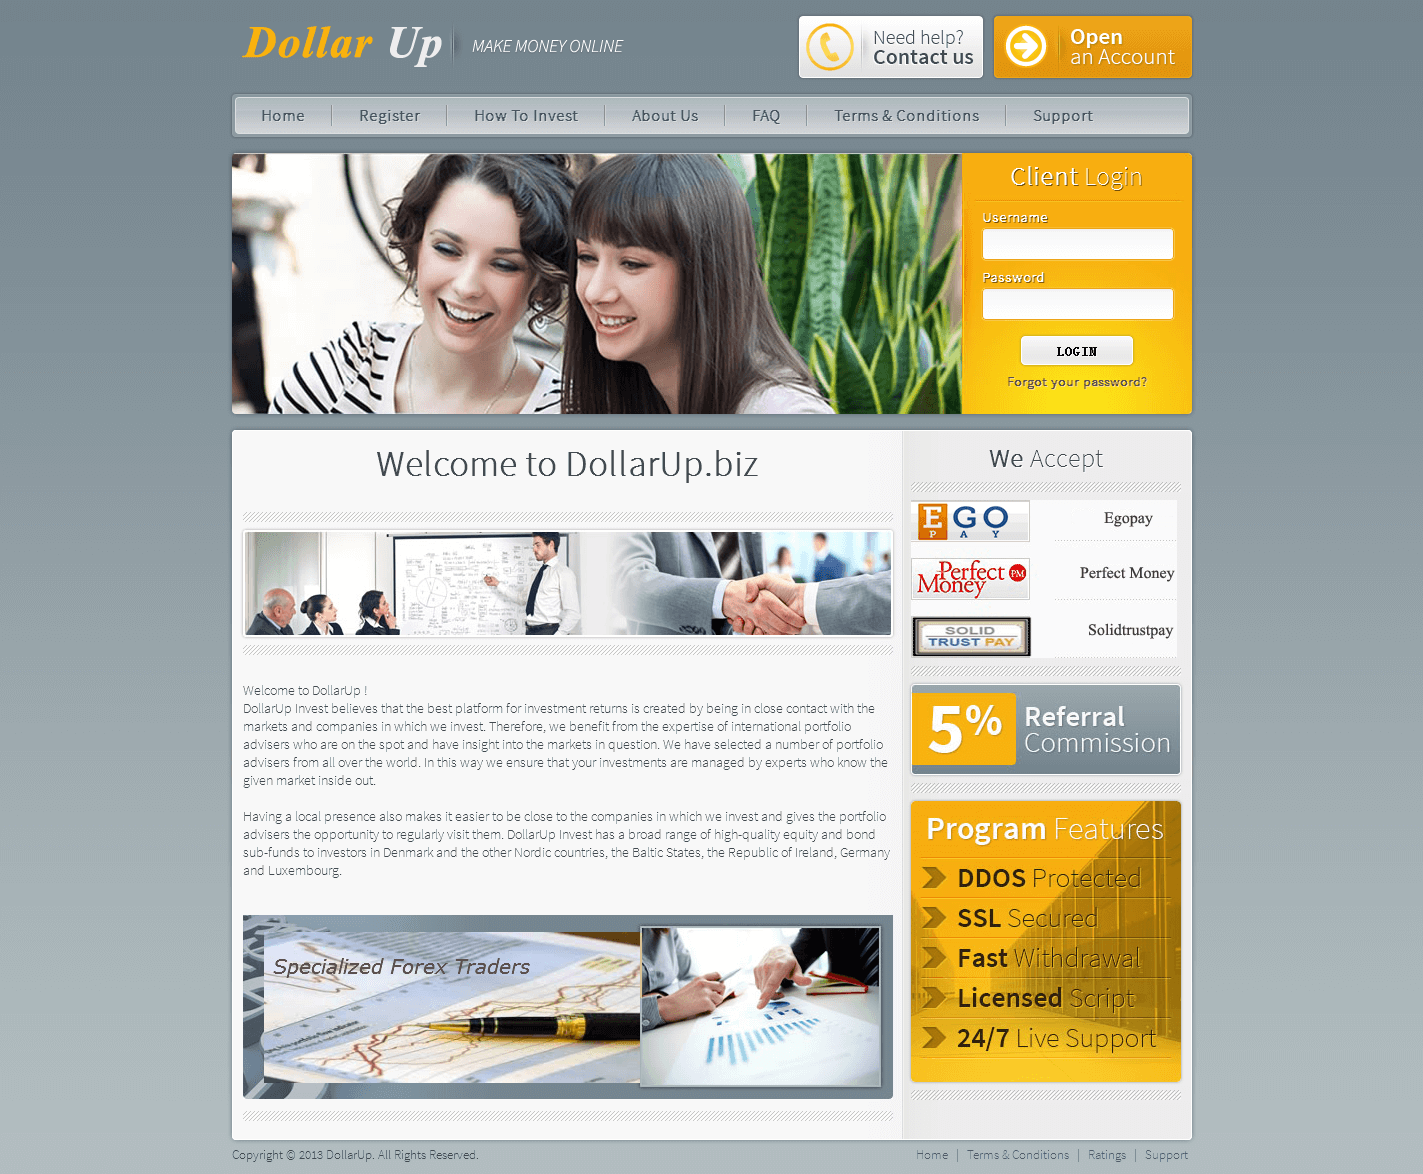 Dollar Up
MAKE MONEY ONLINE
Need help?
Contact us
Open
an Account
Home
Register
How To Invest
About Us
FAQ
Terms & Conditions
Support
Client Login
Username
Password
LOGIN
Forgot your password?
Welcome to DollarUp.biz
We Accept
EGO
PAY
Egopay
Perfect
Money
PM
Perfect Money
SOLID
TRUST PAY
Solidtrustpay
Welcome to DollarUp !
DollarUp Invest believes that the best platform for investment returns is created by being in close contact with the
markets and companies in which we invest. Therefore, we benefit from the expertise of international portfolio
advisers who are on the spot and have insight into the markets in question. We have selected a number of portfolio
advisers from all over the world. In this way we ensure that your investments are managed by experts who know the
given market inside out.
Having a local presence also makes it easier to be close to the companies in which we invest and gives the portfolio
advisers the opportunity to regularly visit them. DollarUp Invest has a broad range of high-quality equity and bond
sub-funds to investors in Denmark and the other Nordic countries, the Baltic States, the Republic of Ireland, Germany
and Luxembourg.
5%
Referral
Commission
Program Features
DDOS Protected
SSL Secured
Fast Withdrawal
Licensed Script
24/7 Live Support
Specialized Forex Traders
Copyright © 2013 DollarUp. All Rights Reserved.
Home | Terms & Conditions | Ratings | Support